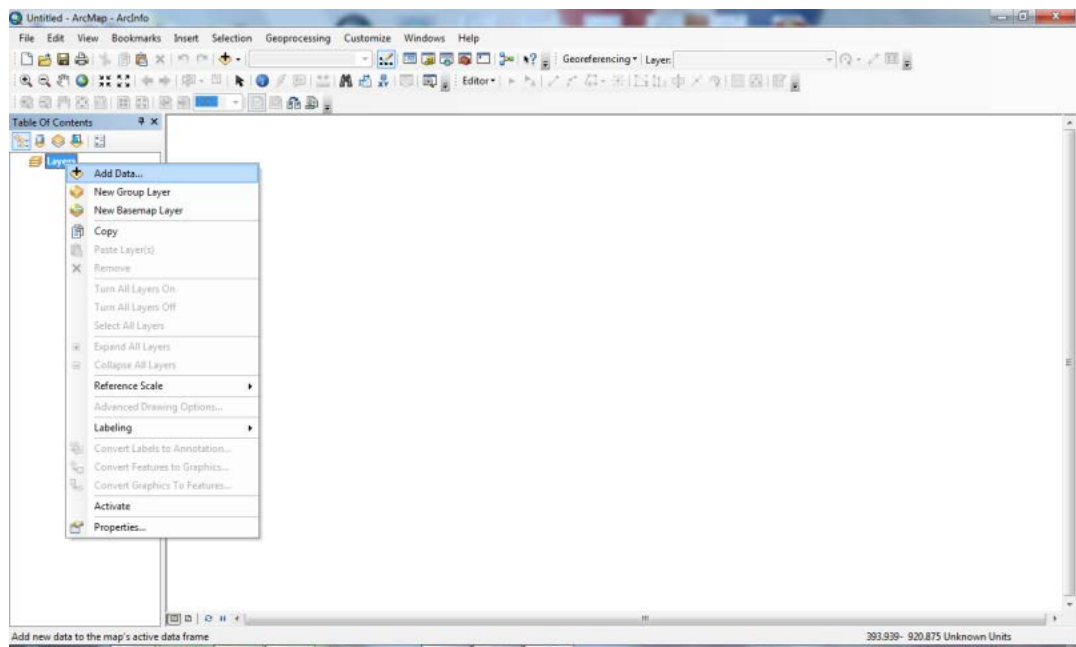 Untitled - ArcMap - ArcInfo
File Edit View Bookmarks Insert Selection Geoprocessing Customize Windows Help
Georeferencing Layer:
Editor
Table Of Contents
Layers
Add Data...
New Group Layer
New Basemap Layer
Copy
Paste Layer(s)
Remove
Turn All Layers On
Turn All Layers Off
Select All Layers
Expand All Layers
Collapse All Layers
Reference Scale
Advanced Drawing Options...
Labeling
Convert Labels to Annotation...
Convert Features to Graphics...
Convert Graphics To Features...
Activate
Properties...
Add new data to the map's active data frame
393.939- 920.875 Unknown Units